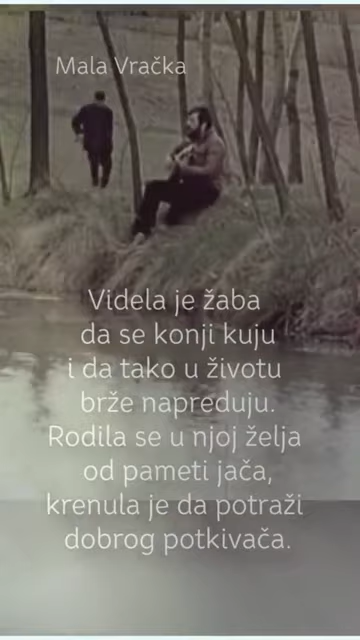 Mala Vračka
Videla je žaba
da se konji kuju
i da tako u životu
brže napreduju.
Rodila se u njoj želja
od pameti jača,
krenula je da potraži
dobrog potkivača.